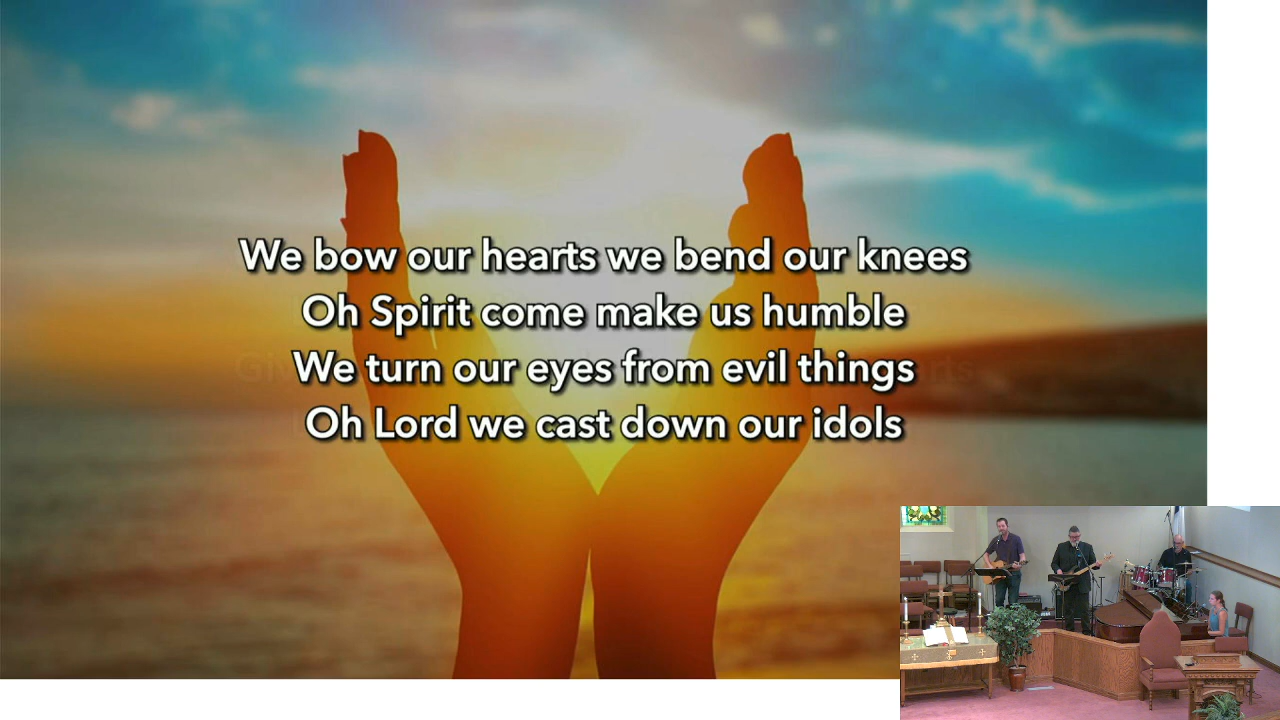 We bow our hearts we bend our knees
Oh Spirit come make us humble
We turn our eyes from evil things
Oh Lord we cast down our idols